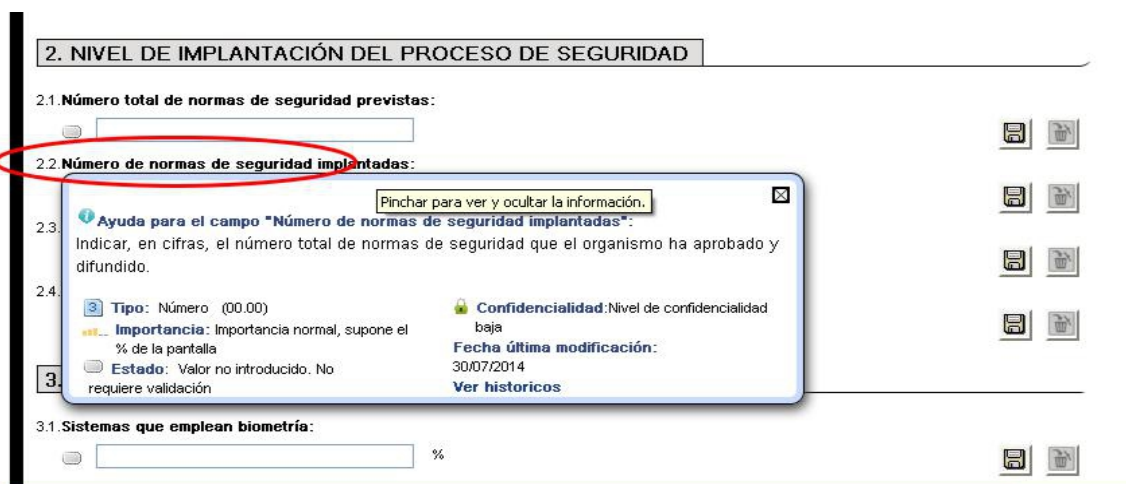 2. NIVEL DE IMPLANTACIÓN DEL PROCESO DE SEGURIDAD
2.1.Número total de normas de seguridad previstas:
2.2.Número de normas de seguridad implantadas:
Pinchar para ver y ocultar la información.
2.3.
Ayuda para el campo "Número de normas de seguridad implantadas":
Indicar, en cifras, el número total de normas de seguridad que el organismo ha aprobado y
difundido.
2.4.
3 Tipo: Número (00.00)
Importancia: Importancia normal, supone el
% de la pantalla
Estado: Valor no introducido. No
requiere validación
Confidencialidad:Nivel de confidencialidad
baja
Fecha última modificación:
30/07/2014
Ver historicos
3.
3.1.Sistemas que emplean biometría:
%